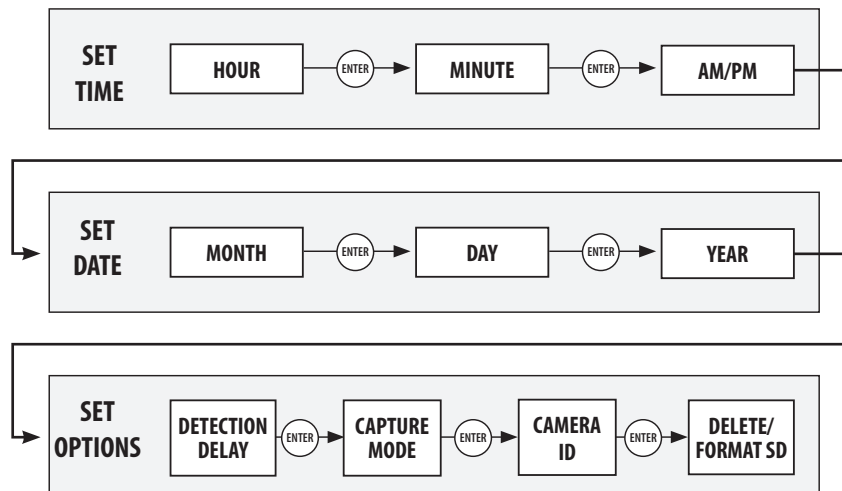 SET
TIME
HOUR
ENTER
MINUTE
ENTER
AM/PM
SET
DATE
MONTH
ENTER
DAY
ENTER
YEAR
SET
OPTIONS
DETECTION
DELAY
ENTER
CAPTURE
MODE
ENTER
CAMERA
ID
ENTER
DELETE/
FORMAT SD